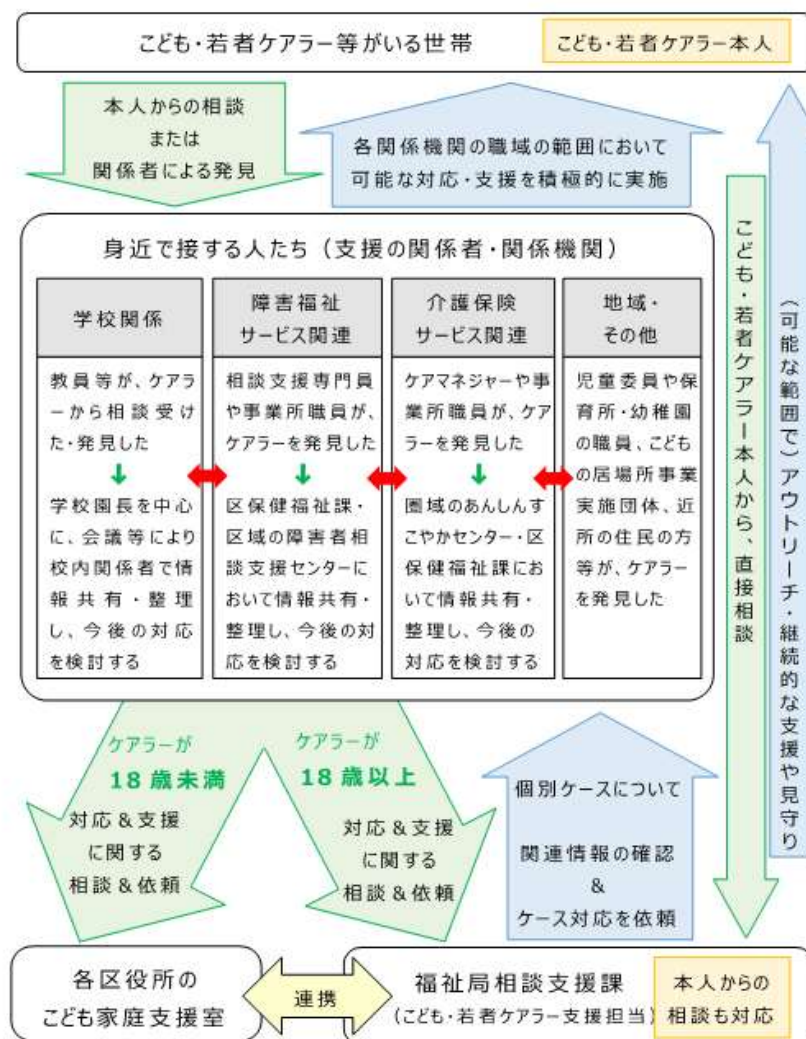 こども・若者ケアラー等がいる世帯
こども・若者ケアラー本人
本人からの相談
または
関係者による発見
各関係機関の職域の範囲において
可能な対応・支援を積極的に実施
身近で接する人たち（支援の関係者・関係機関）
学校関係
教員等が、ケアラ
ーから相談受け
た・発見した
↓
学校園長を中心
に、会議等により
校内関係者で情
報共有・整理
し、今後の対応
を検討する
障害福祉
サービス関連
相談支援専門員
や事業所職員が、
ケアラーを発見した
↓
区保健福祉課・
区域の障害者相
談支援センターに
おいて情報共有・
整理し、今後の対
応を検討する
介護保険
サービス関連
ケアマネジャーや事
業所職員が、ケア
ラーを発見した
↓
圏域のあんしんす
こやかセンター・区
保健福祉課にお
いて情報共有・
整理し、今後の
対応を検討する
地域・
その他
児童委員や保
育所・幼稚園
の職員、こども
の居場所事業
実施団体、近
所の住民の方
等が、ケアラー
を発見した
こども・若者ケアラー本人から、直接相談
（可能な範囲で）アウトリーチ・継続的な支援や見守り
ケアラーが
18歳未満
対応＆支援
に関する
相談＆依頼
ケアラーが
18歳以上
対応＆支援
に関する
相談＆依頼
個別ケースについて
関連情報の確認
＆
ケース対応を依頼
各区役所の
こども家庭支援室
連携
福祉局相談支援課
（こども・若者ケアラー支援担当）
本人からの
相談も対応